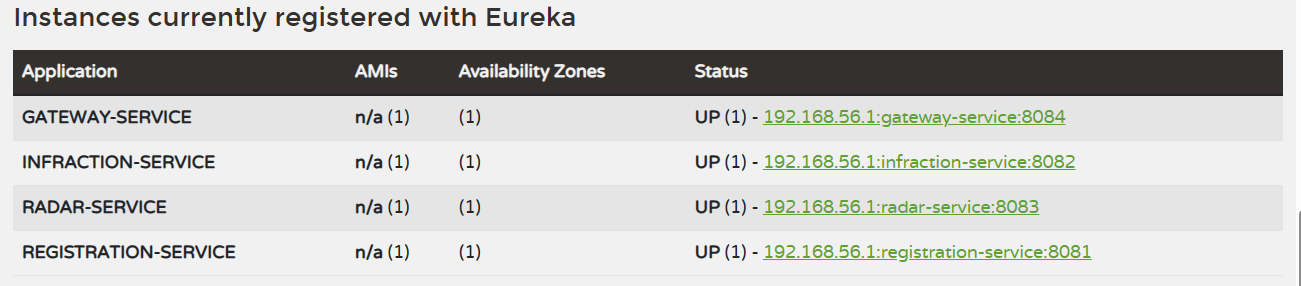 Instances currently registered with Eureka
Application AMIs Availability Zones Status
GATEWAY-SERVICE n/a (1) (1) UP (1) - 192.168.56.1:gateway-service:8084
INFRACTION-SERVICE n/a (1) (1) UP (1) - 192.168.56.1:infraction-service:8082
RADAR-SERVICE n/a (1) (1) UP (1) - 192.168.56.1:radar-service:8083
REGISTRATION-SERVICE n/a (1) (1) UP (1) - 192.168.56.1:registration-service:8081